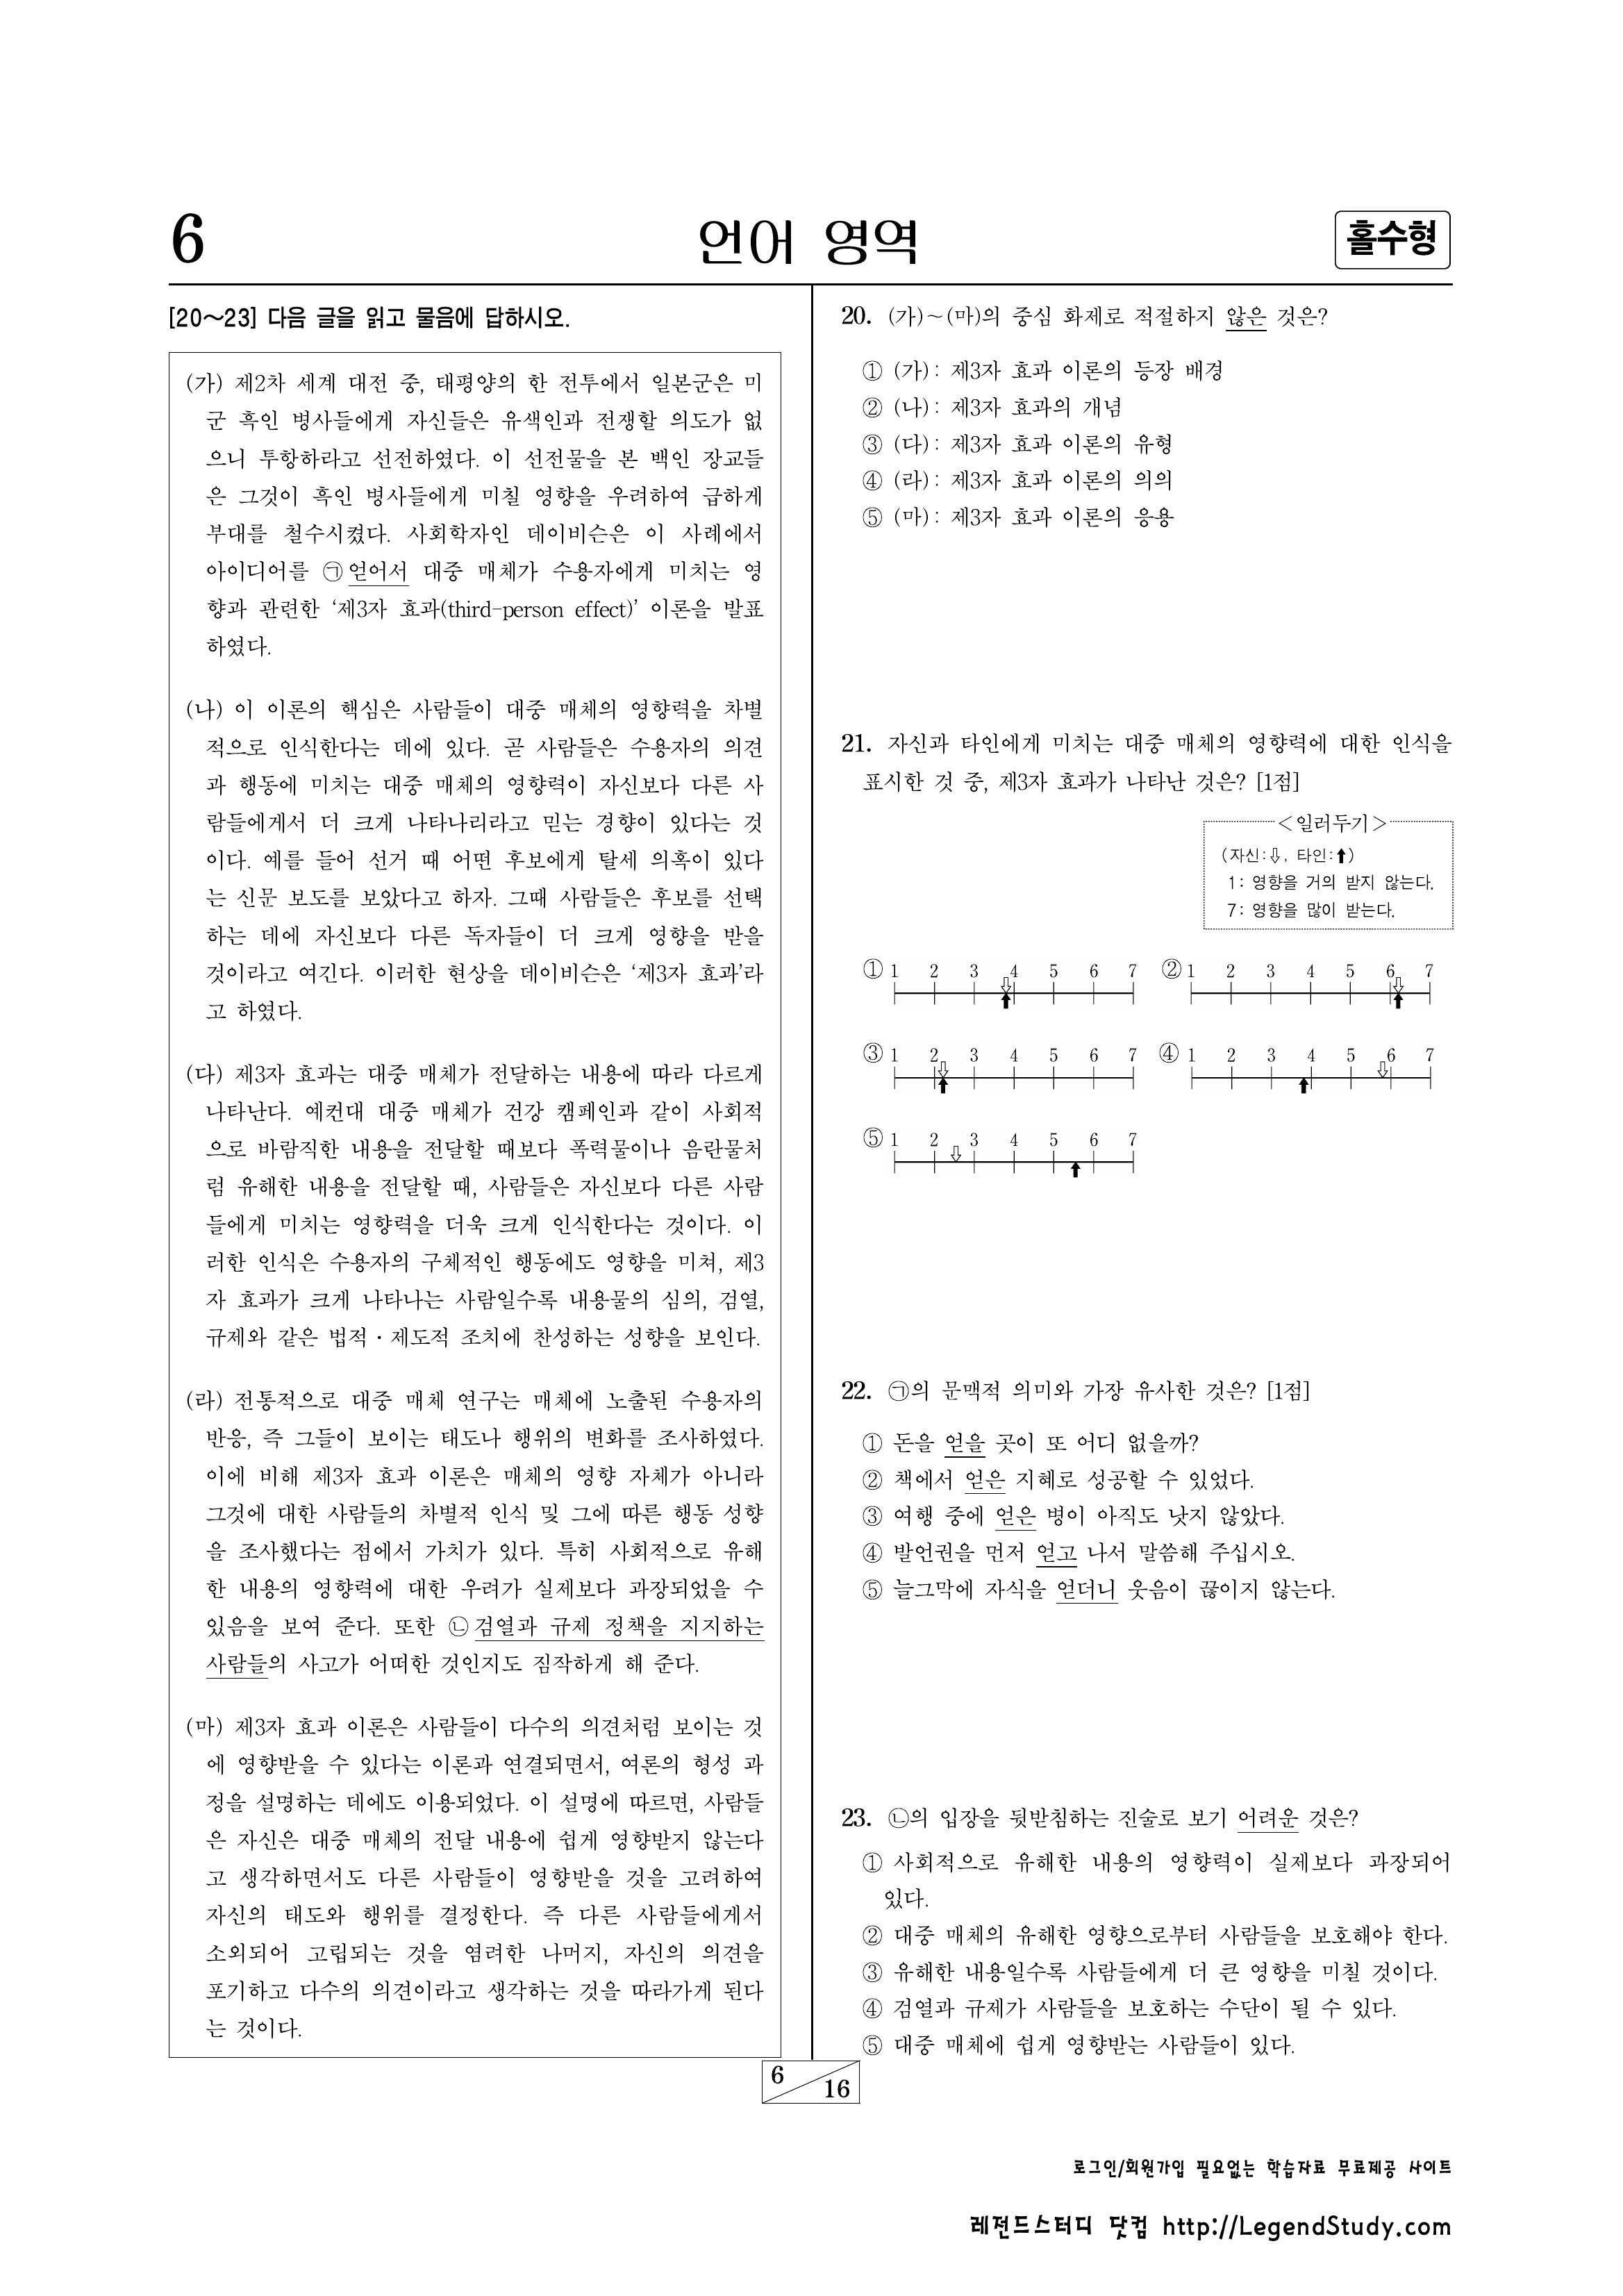 6
언어 영역
홀수형
[20～23] 다음 글을 읽고 물음에 답하시오.
(가) 제2차 세계 대전 중, 태평양의 한 전투에서 일본군은 미
군 흑인 병사들에게 자신들은 유색인과 전쟁할 의도가 없
으니 투항하라고 선전하였다. 이 선전물을 본 백인 장교들
은 그것이 흑인 병사들에게 미칠 영향을 우려하여 급하게
부대를 철수시켰다. 사회학자인 데이비슨은 이 사례에서
아이디어를 ㉠얻어서 대중 매체가 수용자에게 미치는 영
향과 관련한 ‘제3자 효과(third-person effect)’ 이론을 발표
하였다.
(나) 이 이론의 핵심은 사람들이 대중 매체의 영향력을 차별
적으로 인식한다는 데에 있다. 곧 사람들은 수용자의 의견
과 행동에 미치는 대중 매체의 영향력이 자신보다 다른 사
람들에게서 더 크게 나타나리라고 믿는 경향이 있다는 것
이다. 예를 들어 선거 때 어떤 후보에게 탈세 의혹이 있다
는 신문 보도를 보았다고 하자. 그때 사람들은 후보를 선택
하는 데에 자신보다 다른 독자들이 더 크게 영향을 받을
것이라고 여긴다. 이러한 현상을 데이비슨은 ‘제3자 효과’라
고 하였다.
(다) 제3자 효과는 대중 매체가 전달하는 내용에 따라 다르게
나타난다. 예컨대 대중 매체가 건강 캠페인과 같이 사회적
으로 바람직한 내용을 전달할 때보다 폭력물이나 음란물처
럼 유해한 내용을 전달할 때, 사람들은 자신보다 다른 사람
들에게 미치는 영향력을 더욱 크게 인식한다는 것이다. 이
러한 인식은 수용자의 구체적인 행동에도 영향을 미쳐, 제3
자 효과가 크게 나타나는 사람일수록 내용물의 심의, 검열,
규제와 같은 법적·제도적 조치에 찬성하는 성향을 보인다.
(라) 전통적으로 대중 매체 연구는 매체에 노출된 수용자의
반응, 즉 그들이 보이는 태도나 행위의 변화를 조사하였다.
이에 비해 제3자 효과 이론은 매체의 영향 자체가 아니라
그것에 대한 사람들의 차별적 인식 및 그에 따른 행동 성향
을 조사했다는 점에서 가치가 있다. 특히 사회적으로 유해
한 내용의 영향력에 대한 우려가 실제보다 과장되었을 수
있음을 보여 준다. 또한 ㉡검열과 규제 정책을 지지하는
사람들의 사고가 어떠한 것인지도 짐작하게 해 준다.
(마) 제3자 효과 이론은 사람들이 다수의 의견처럼 보이는 것
에 영향받을 수 있다는 이론과 연결되면서, 여론의 형성 과
정을 설명하는 데에도 이용되었다. 이 설명에 따르면, 사람들
은 자신은 대중 매체의 전달 내용에 쉽게 영향받지 않는다
고 생각하면서도 다른 사람들이 영향받을 것을 고려하여
자신의 태도와 행위를 결정한다. 즉 다른 사람들에게서
소외되어 고립되는 것을 염려한 나머지, 자신의 의견을
포기하고 다수의 의견이라고 생각하는 것을 따라가게 된다
는 것이다.
20. (가)～(마)의 중심 화제로 적절하지 않은 것은?
① (가) : 제3자 효과 이론의 등장 배경
② (나) : 제3자 효과의 개념
③ (다) : 제3자 효과 이론의 유형
④ (라) : 제3자 효과 이론의 의의
⑤ (마) : 제3자 효과 이론의 응용
21. 자신과 타인에게 미치는 대중 매체의 영향력에 대한 인식을
표시한 것 중, 제3자 효과가 나타난 것은? [1점]
<일러두기>
(자신:⇩, 타인:⬆)
1 : 영향을 거의 받지 않는다.
7 : 영향을 많이 받는다.
① 1 2 3 4 5 6 7 ② 1 2 3 4 5 6 7
③ 1 2 3 4 5 6 7 ④ 1 2 3 4 5 6 7
⑤ 1 2 3 4 5 6 7
22. ㉠의 문맥적 의미와 가장 유사한 것은? [1점]
① 돈을 얻을 곳이 또 어디 없을까?
② 책에서 얻은 지혜로 성공할 수 있었다.
③ 여행 중에 얻은 병이 아직도 낫지 않았다.
④ 발언권을 먼저 얻고 나서 말씀해 주십시오.
⑤ 늘그막에 자식을 얻더니 웃음이 끊이지 않는다.
23. ㉡의 입장을 뒷받침하는 진술로 보기 어려운 것은?
① 사회적으로 유해한 내용의 영향력이 실제보다 과장되어
있다.
② 대중 매체의 유해한 영향으로부터 사람들을 보호해야 한다.
③ 유해한 내용일수록 사람들에게 더 큰 영향을 미칠 것이다.
④ 검열과 규제가 사람들을 보호하는 수단이 될 수 있다.
⑤ 대중 매체에 쉽게 영향받는 사람들이 있다.
6
16
로그인/회원가입 필요없는 학습자료 무료제공 사이트
레전드스터디 닷컴 http://LegendStudy.com